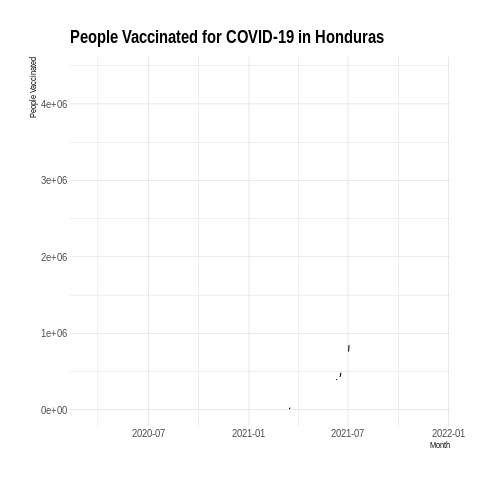 People Vaccinated for COVID-19 in Honduras
People Vaccinated
4e+06
3e+06
2e+06
1e+06
0e+00
2020-07 2021-01 2021-07 2022-01
Month